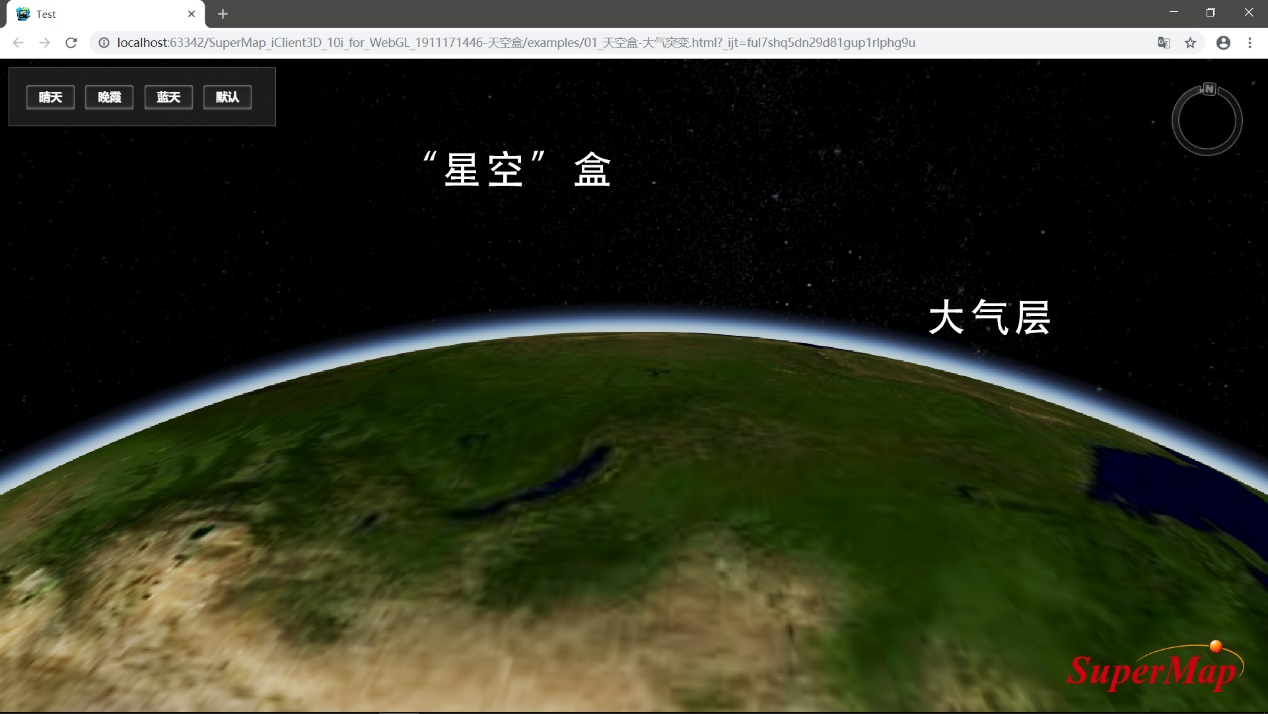 Test
localhost:63342/SuperMap_iClient3D_10i_for_WebGL_1911171446-天空盒/examples/01_天空盒-大气突变.html?_ijt=ful7shq5dn29d81gup1rlphg9u
晴天 晚霞 蓝天 默认
N
“星空”盒
大气层
SuperMap